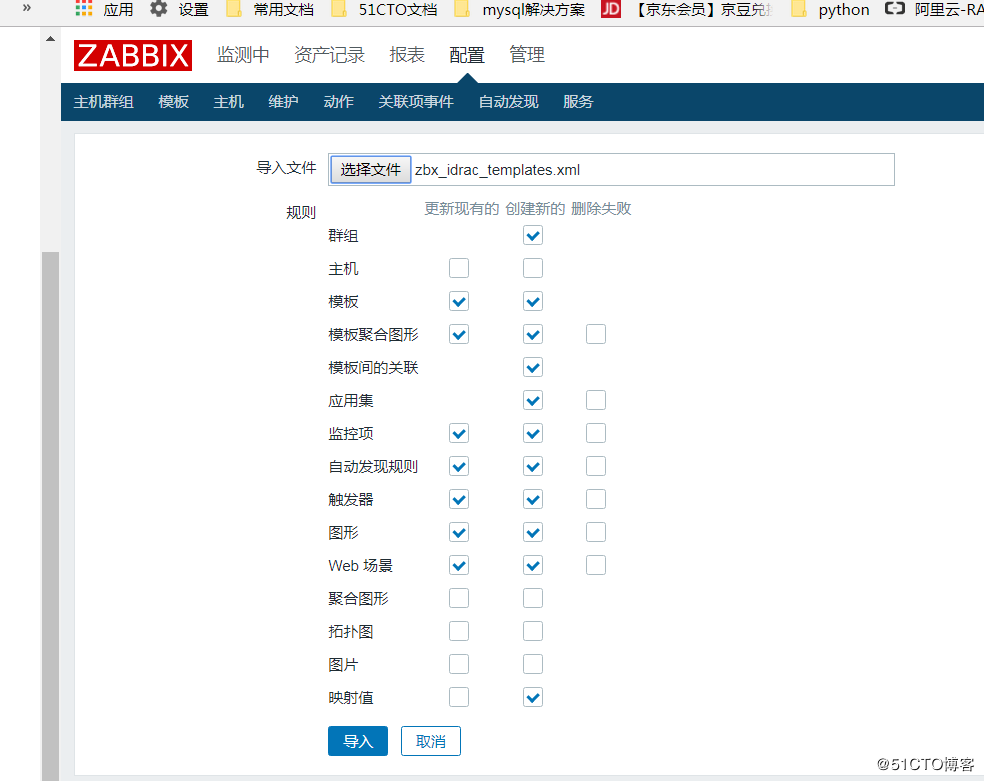 » 应用 设置 常用文档 51CTO文档 mysql解决方案 JD 【京东会员】京豆兑 python 阿里云-RA
ZABBIX 监测中 资产记录 报表 配置 管理
主机群组 模板 主机 维护 动作 关联项事件 自动发现 服务
导入文件 选择文件 zbx_idrac_templates.xml
规则 更新现有的 创建新的 删除失败
群组
主机
模板
模板聚合图形
模板间的关联
应用集
监控项
自动发现规则
触发器
图形
Web 场景
聚合图形
拓扑图
图片
映射值
导入 取消
@51CTO博客